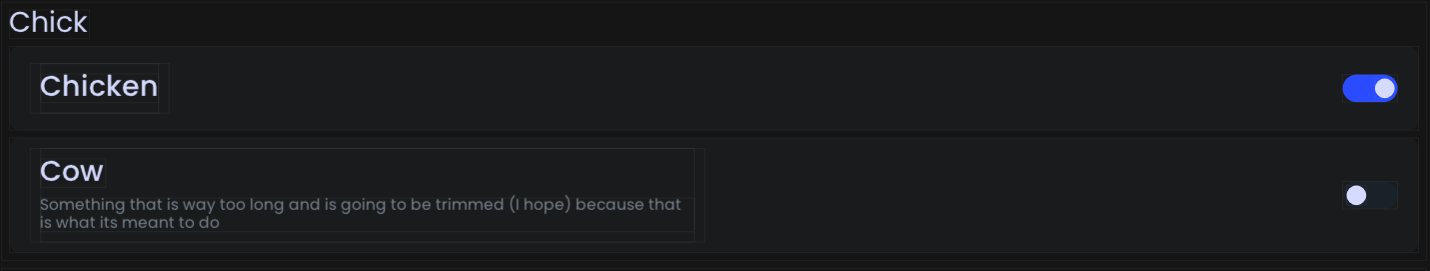 Chick
Chicken
Cow
Something that is way too long and is going to be trimmed (I hope) because that
is what its meant to do